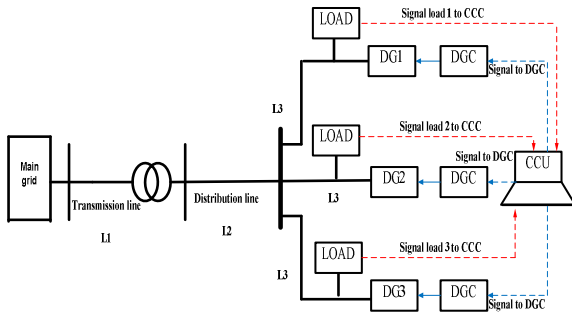 LOAD
Signal load 1 to CCC
DG1
DGC
Signal to DGC
L3
LOAD
Signal load 2 to CCC
Main
grid
Transmission line
Distribution line
Signal to DGC
CCU
DG2
DGC
L3
L1
L2
LOAD
Signal load 3 to CCC
L3
DG3
DGC
Signal to DGC